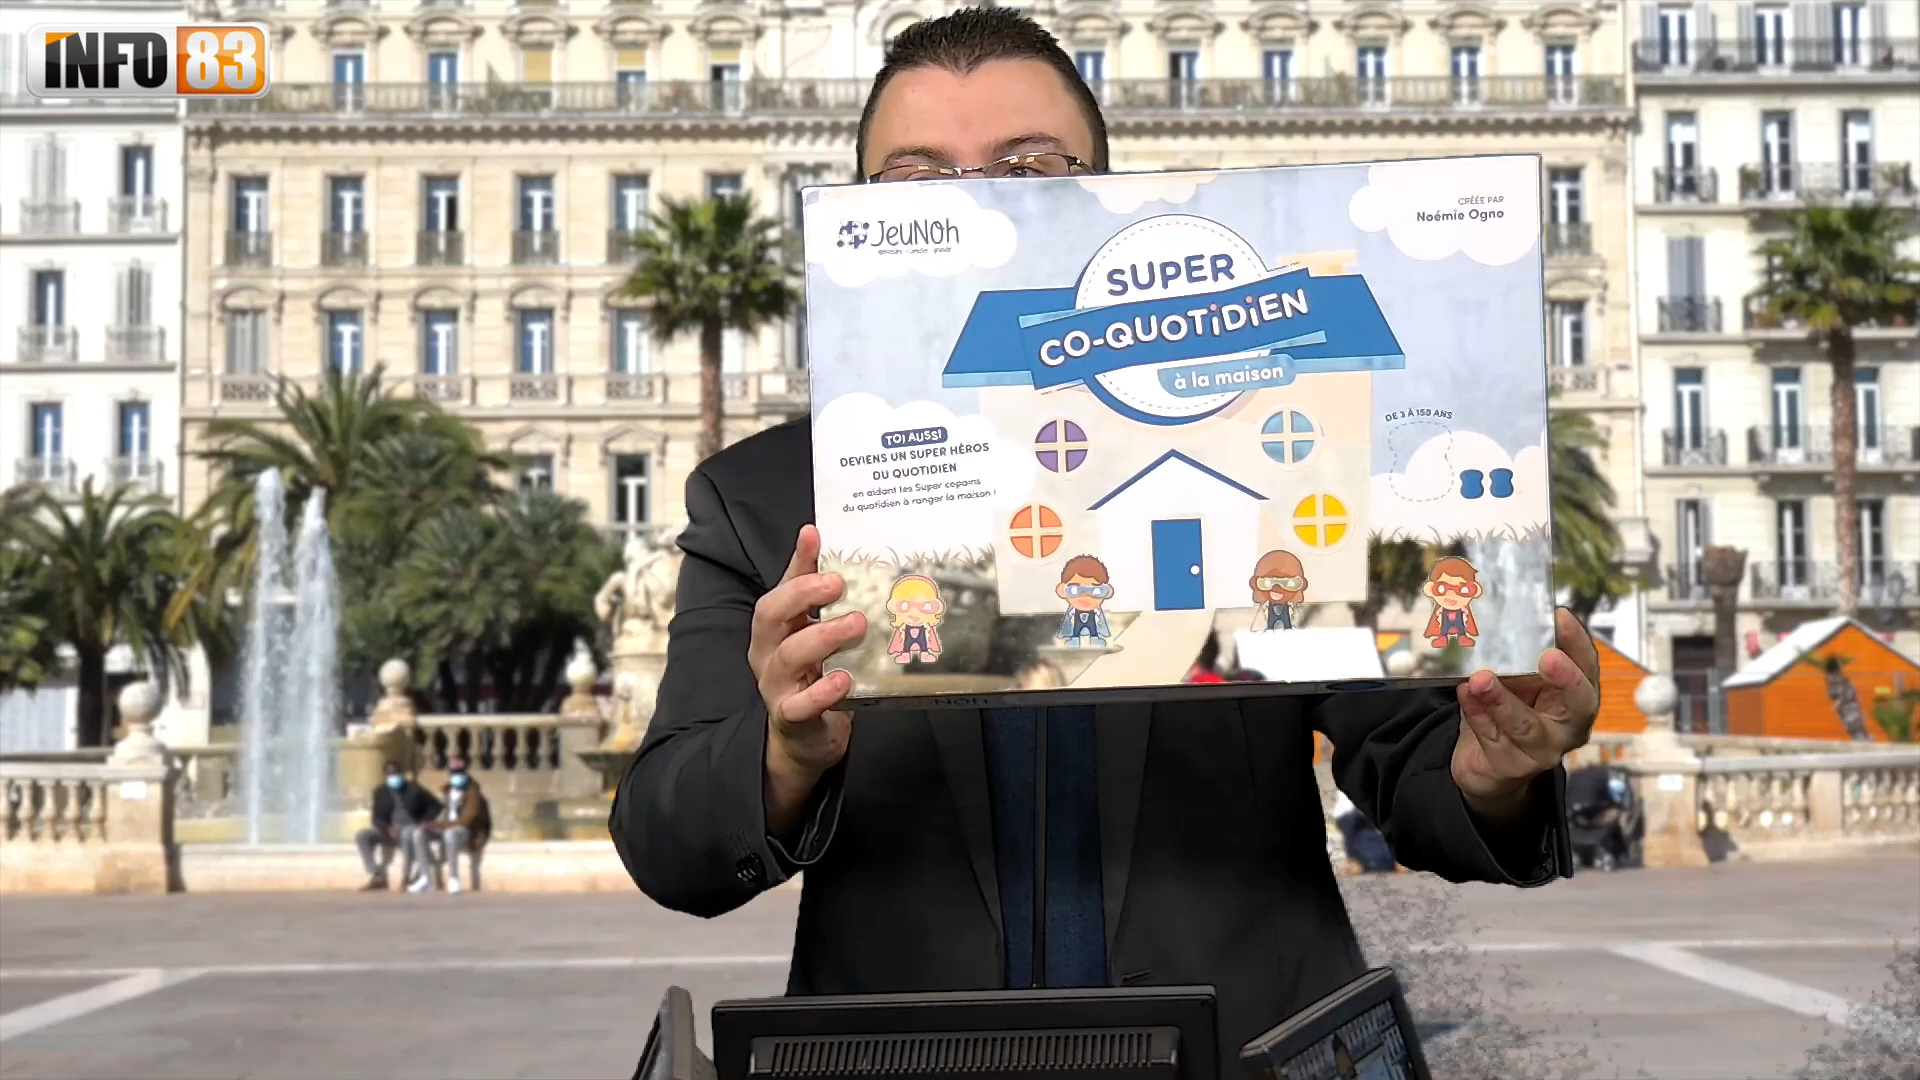 INFO 83
JeuNOh
CRÉÉE PAR
Noémie Ogno
SUPER
CO-QUOTiDiEN
à la maison
TOI AUSSI
DEVIENS UN SUPER HÉROS
DU QUOTIDIEN
en aidant les Super copains
du quotidien à ranger la maison !
DE 3 À 150 ANS